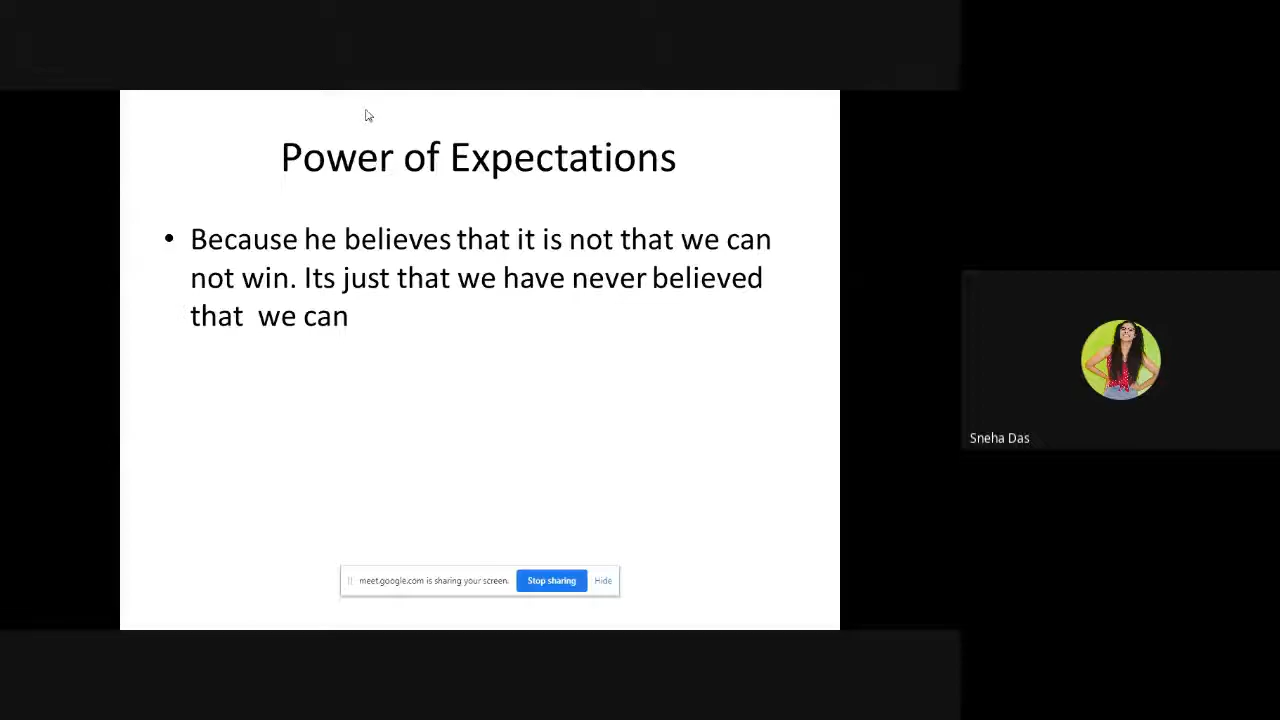 Power of Expectations
• Because he believes that it is not that we can
not win. Its just that we have never believed
that  we can
Sneha Das
meet.google.com is sharing your screen. Stop sharing Hide